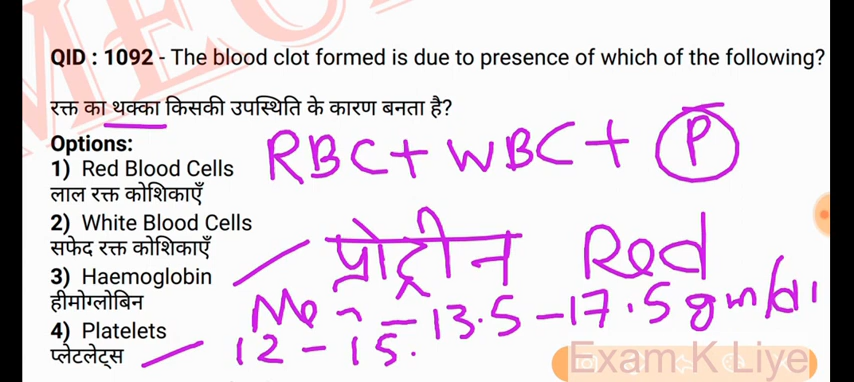 QID : 1092 - The blood clot formed is due to presence of which of the following?
रक्त का थक्का किसकी उपस्थिति के कारण बनता है?
Options:
RBC + WBC + P
1) Red Blood Cells
लाल रक्त कोशिकाएँ
2) White Blood Cells
सफेद रक्त कोशिकाएँ
प्रोट्रीन Red
3) Haemoglobin
हीमोग्लोबिन
Men - 13.5 - 17.5 gm/dl
4) Platelets
12 - 15.
प्लेटलेट्स
Exam K Liye